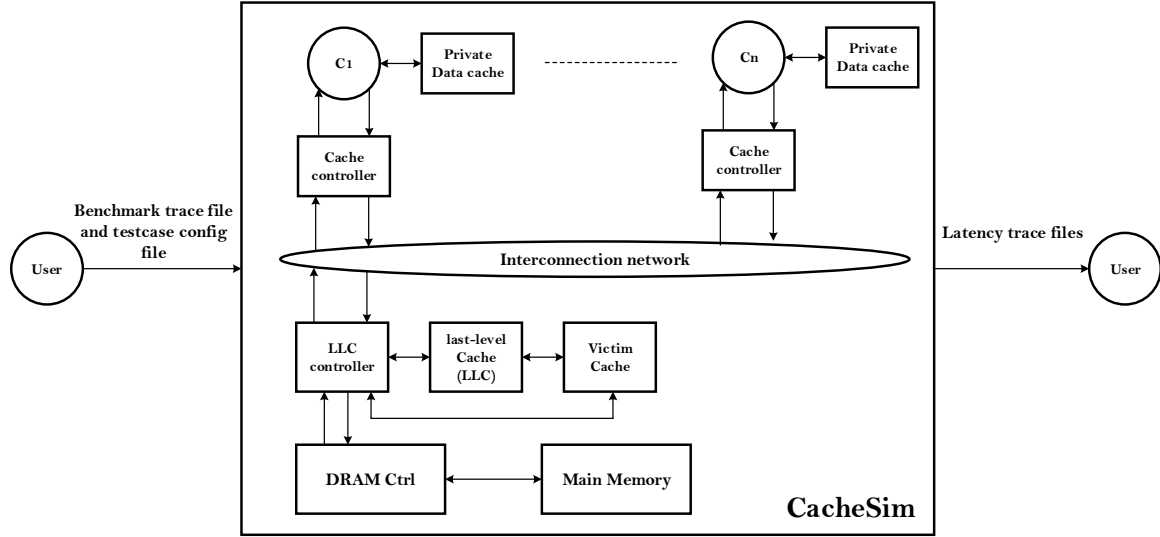 C1
Private
Data cache
Cn
Private
Data cache
Cache
controller
Cache
controller
Benchmark trace file
and testcase config
file
User
Interconnection network
Latency trace files
User
LLC
controller
last-level
Cache
(LLC)
Victim
Cache
DRAM Ctrl
Main Memory
CacheSim